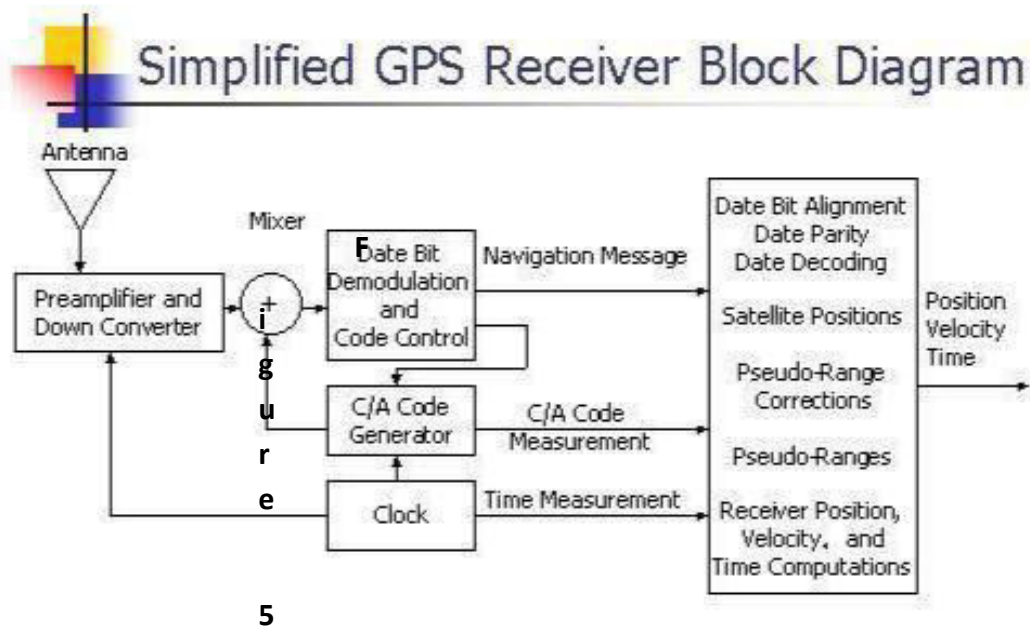 Simplified GPS Receiver Block Diagram
Antenna
Mixer
Preamplifier and
Down Converter
+
Date Bit
Demodulation
and
Code Control
Navigation Message
C/A Code
Generator
C/A Code
Measurement
Clock
Time Measurement
Date Bit Alignment
Date Parity
Date Decoding
Satellite Positions
Pseudo-Range
Corrections
Pseudo-Ranges
Receiver Position,
Velocity, and
Time Computations
Position
Velocity
Time
F
i
g
u
r
e
5